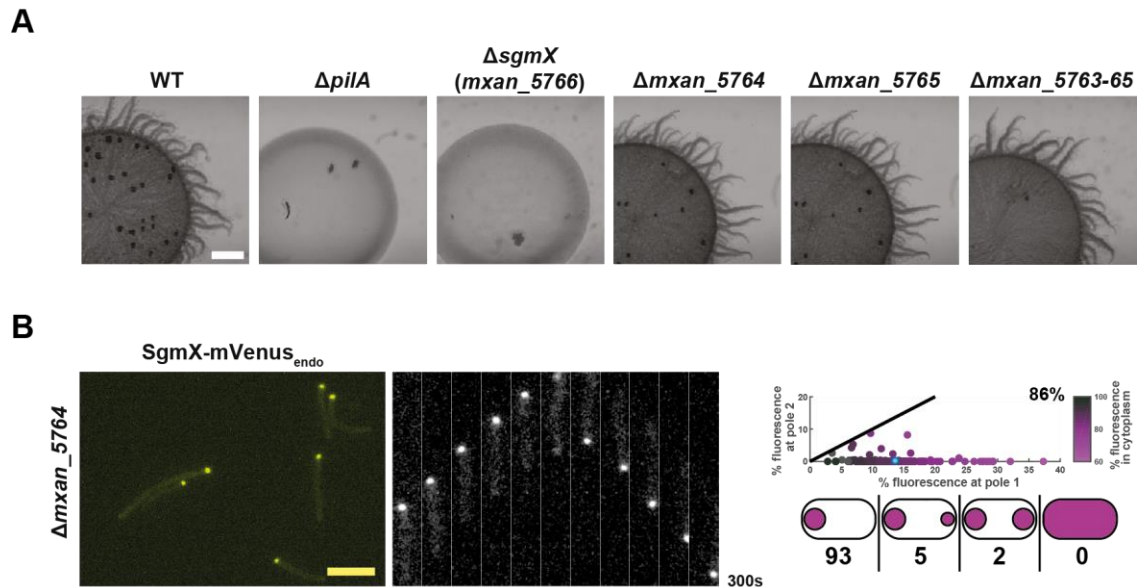 A
WT
ΔpilA
ΔsgmX
(mxan_5766)
Δmxan_5764
Δmxan_5765
Δmxan_5763-65
B
SgmX-mVenusendo
Δmxan_5764
300s
86%
% fluorescence
at pole 2
20
10
0
0 5 10 15 20 25 30 35 40
% fluorescence at pole 1
100
80
60
% fluorescence
in cytoplasm
93 5 2 0